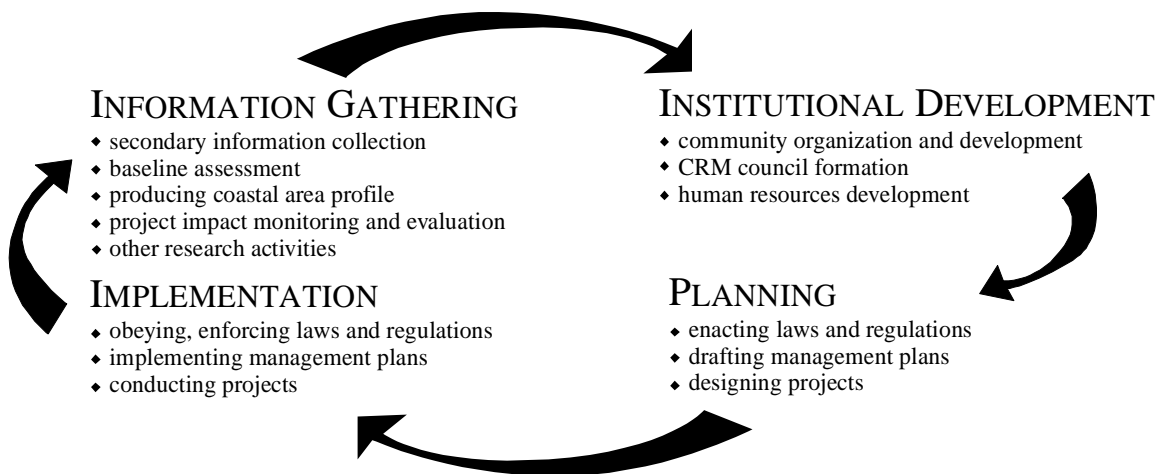 INFORMATION GATHERING
◆ secondary information collection
◆ baseline assessment
◆ producing coastal area profile
◆ project impact monitoring and evaluation
◆ other research activities
INSTITUTIONAL DEVELOPMENT
◆ community organization and development
◆ CRM council formation
◆ human resources development
IMPLEMENTATION
◆ obeying, enforcing laws and regulations
◆ implementing management plans
◆ conducting projects
PLANNING
◆ enacting laws and regulations
◆ drafting management plans
◆ designing projects